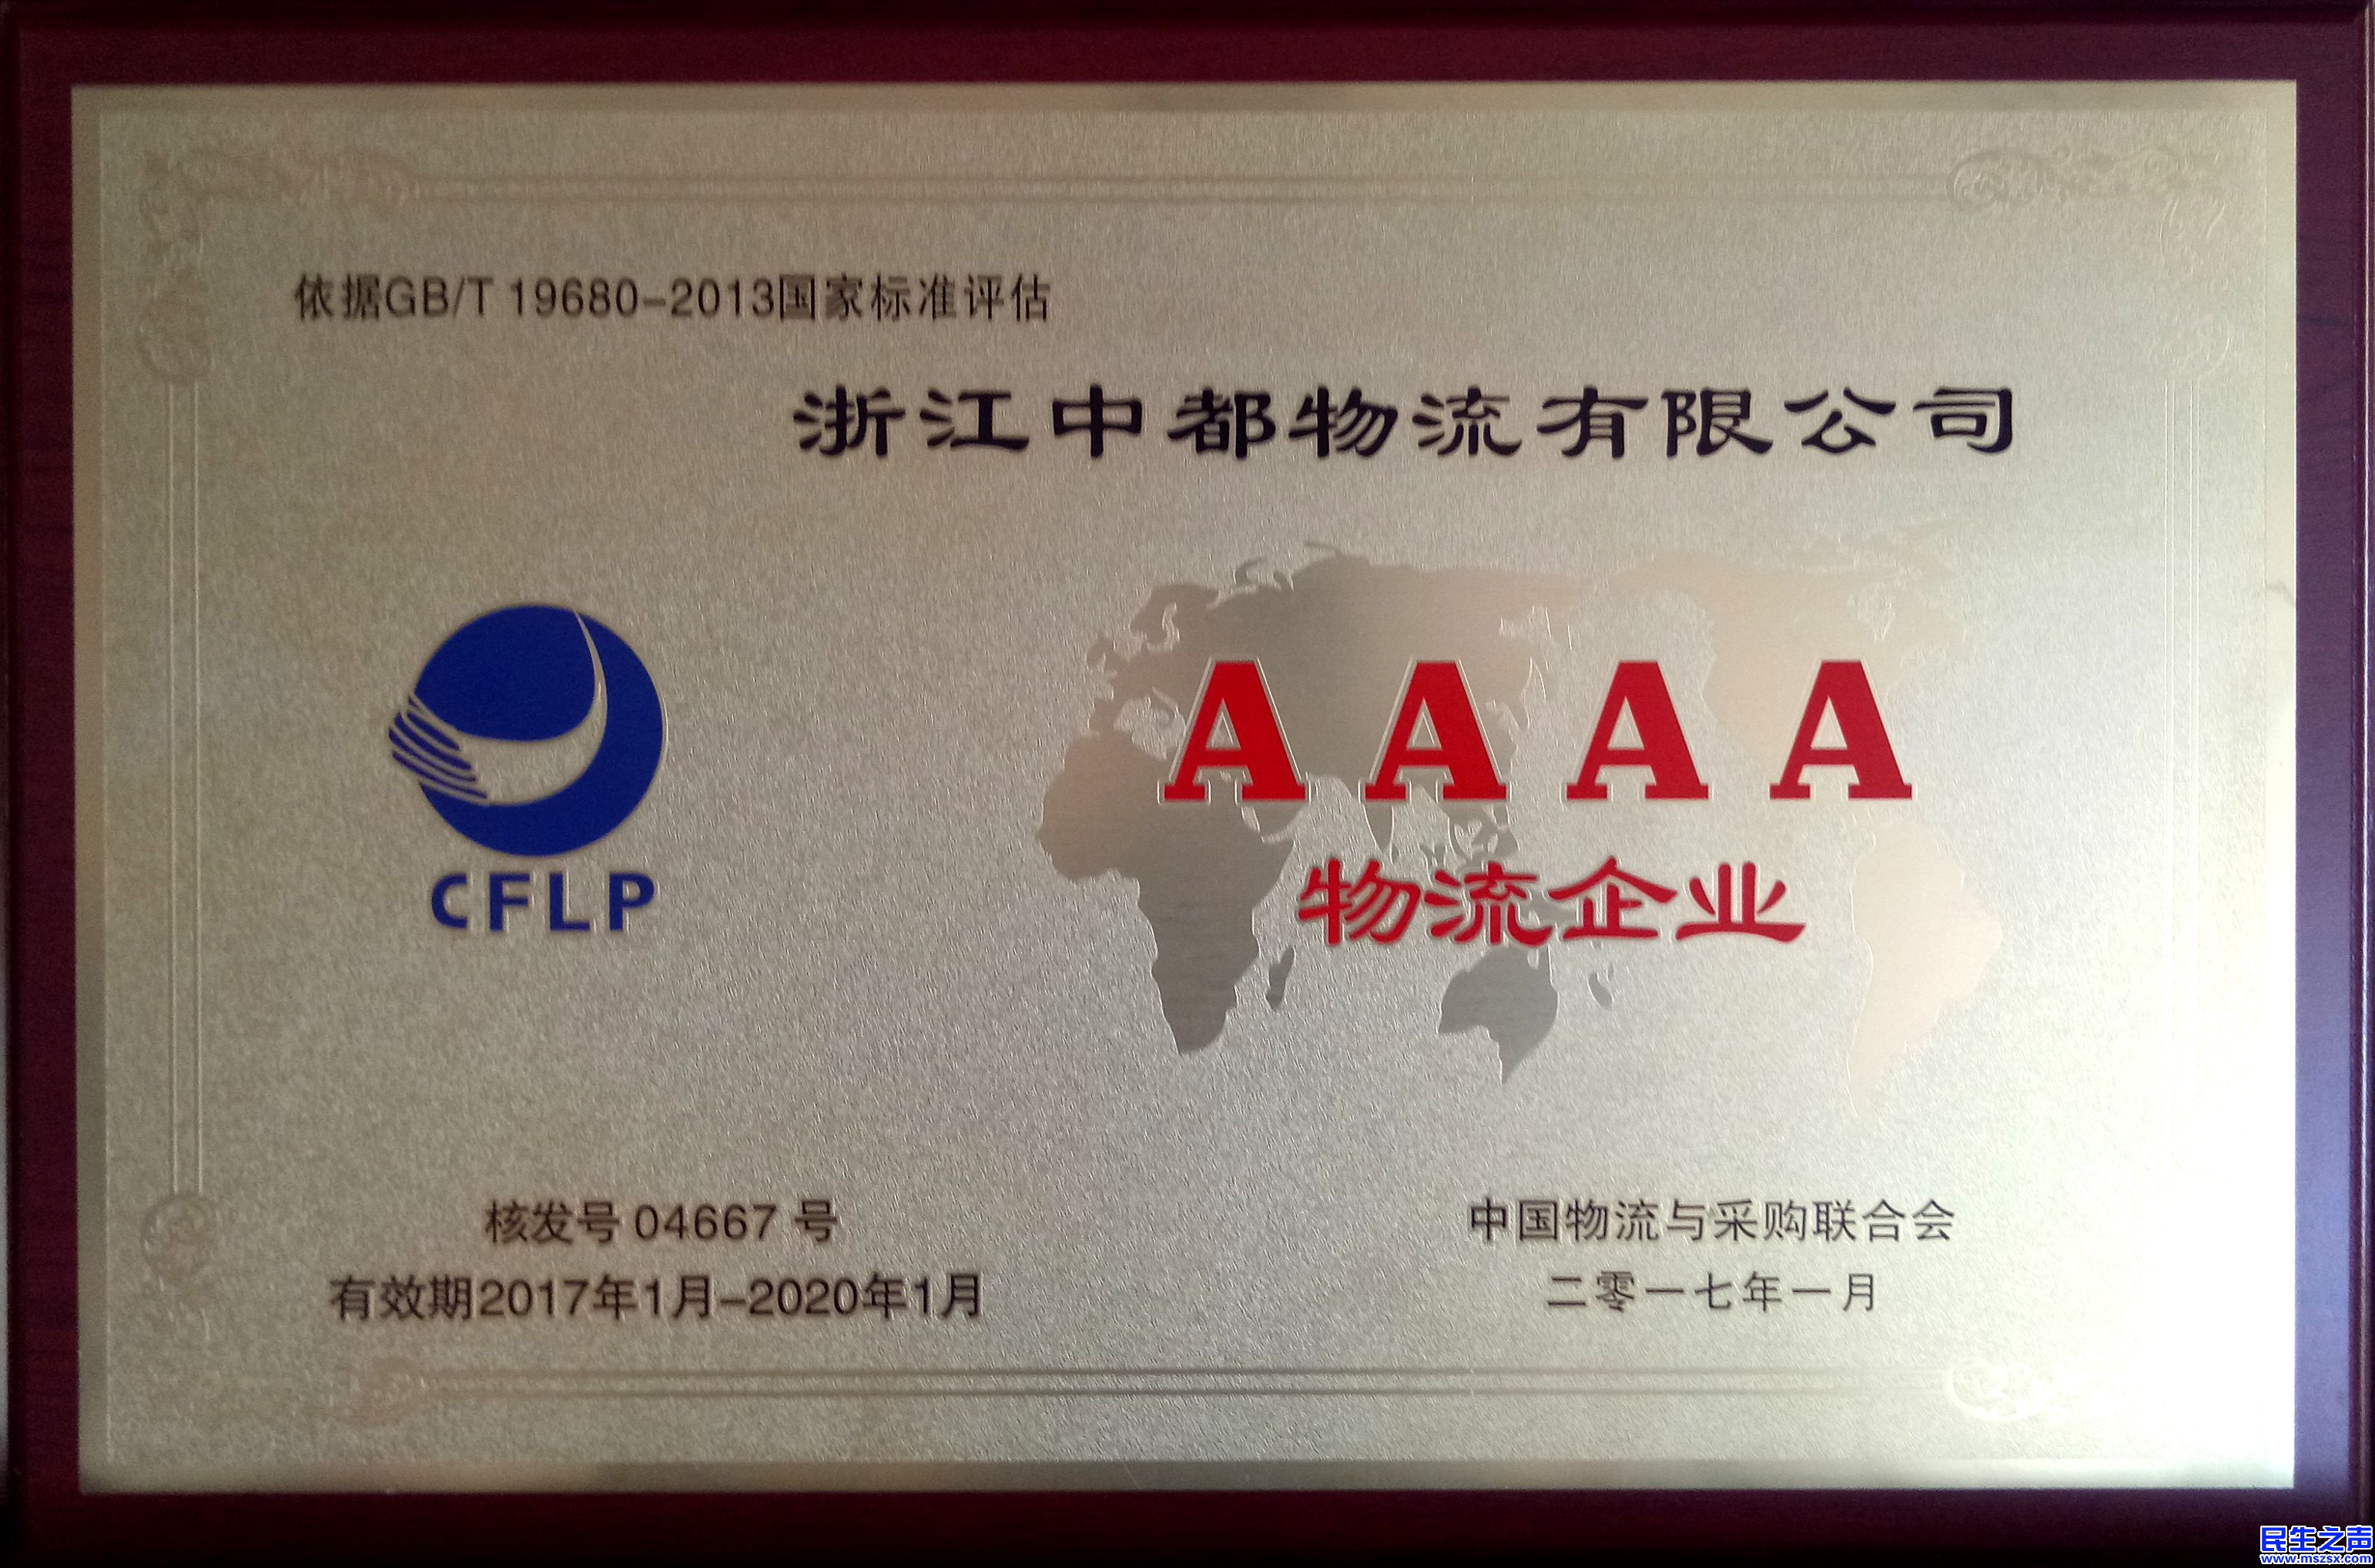 依据GB/T 19680-2013国家标准评估
浙江中都物流有限公司
AAAA
物流企业
CFLP
核发号 04667 号
有效期2017年1月-2020年1月
中国物流与采购联合会
二零一七年一月
民生之声
www.mszsx.com